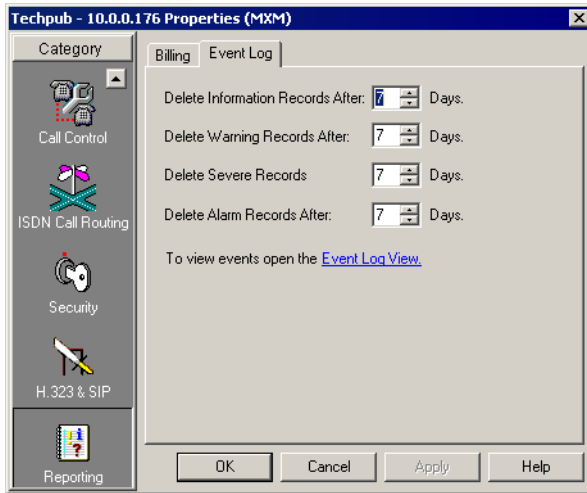 Techpub - 10.0.0.176 Properties (MXM)
Category
Call Control
ISDN Call Routing
Security
H.323 & SIP
Reporting
Billing
Event Log
Delete Information Records After: 7 Days.
Delete Warning Records After: 7 Days.
Delete Severe Records 7 Days.
Delete Alarm Records After: 7 Days.
To view events open the Event Log View.
OK
Cancel
Apply
Help